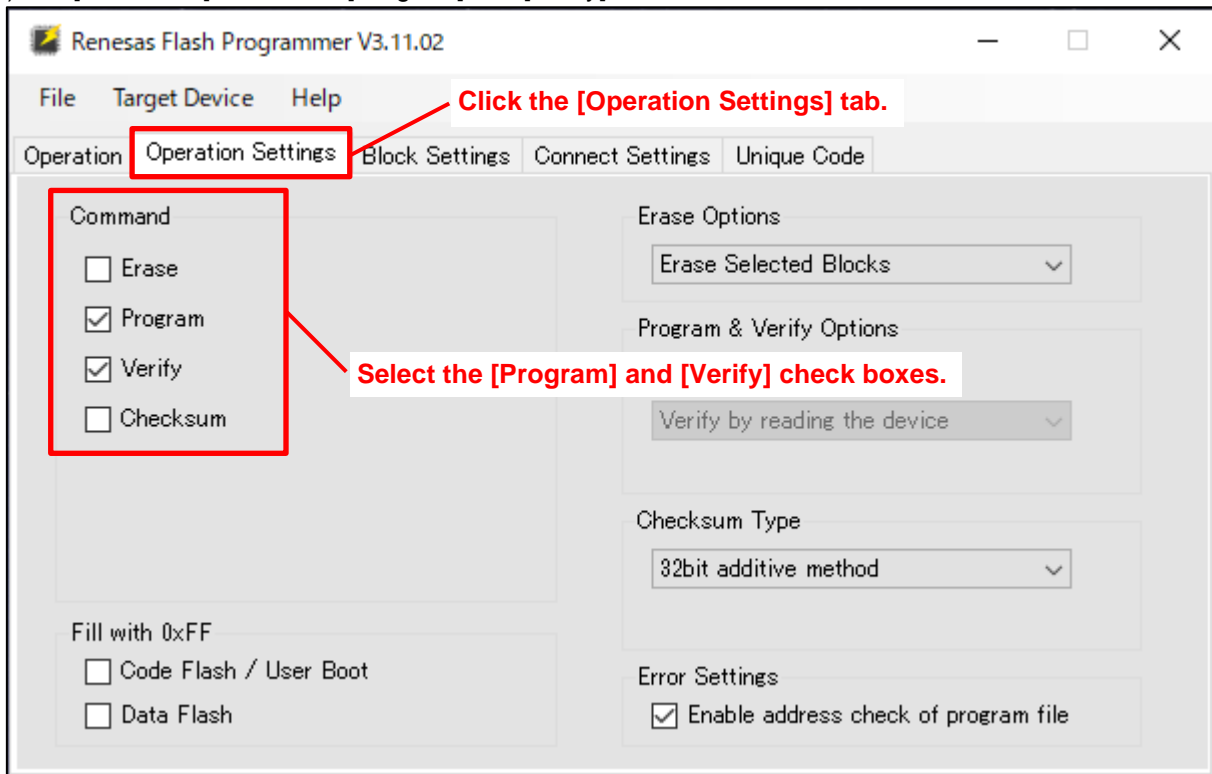 Renesas Flash Programmer V3.11.02
File Target Device Help
Click the [Operation Settings] tab.
Operation Operation Settings Block Settings Connect Settings Unique Code
Command
Erase
Program
Verify
Checksum
Select the [Program] and [Verify] check boxes.
Erase Options
Erase Selected Blocks
Program & Verify Options
Verify by reading the device
Checksum Type
32bit additive method
Fill with 0xFF
Code Flash / User Boot
Data Flash
Error Settings
Enable address check of program file